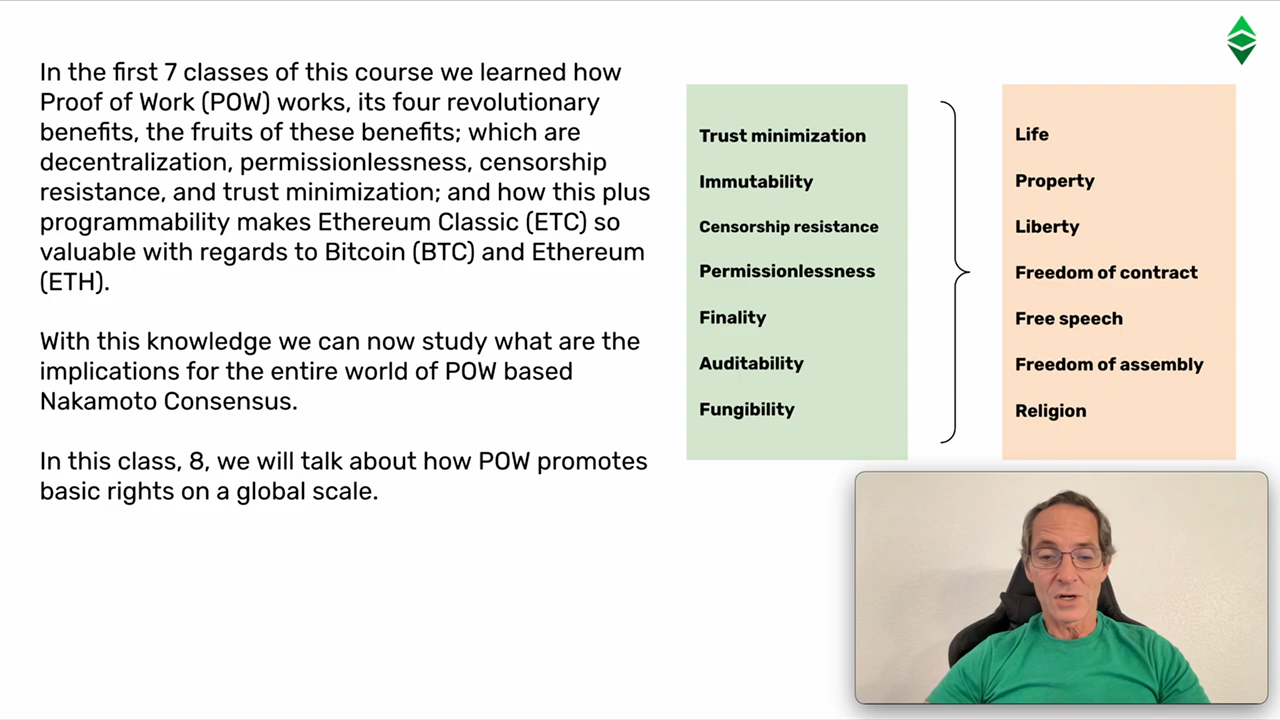 In the first 7 classes of this course we learned how
Proof of Work (POW) works, its four revolutionary
benefits, the fruits of these benefits; which are
decentralization, permissionlessness, censorship
resistance, and trust minimization; and how this plus
programmability makes Ethereum Classic (ETC) so
valuable with regards to Bitcoin (BTC) and Ethereum
(ETH).
With this knowledge we can now study what are the
implications for the entire world of POW based
Nakamoto Consensus.
In this class, 8, we will talk about how POW promotes
basic rights on a global scale.
Trust minimization
Immutability
Censorship resistance
Permissionlessness
Finality
Auditability
Fungibility
Life
Property
Liberty
Freedom of contract
Free speech
Freedom of assembly
Religion